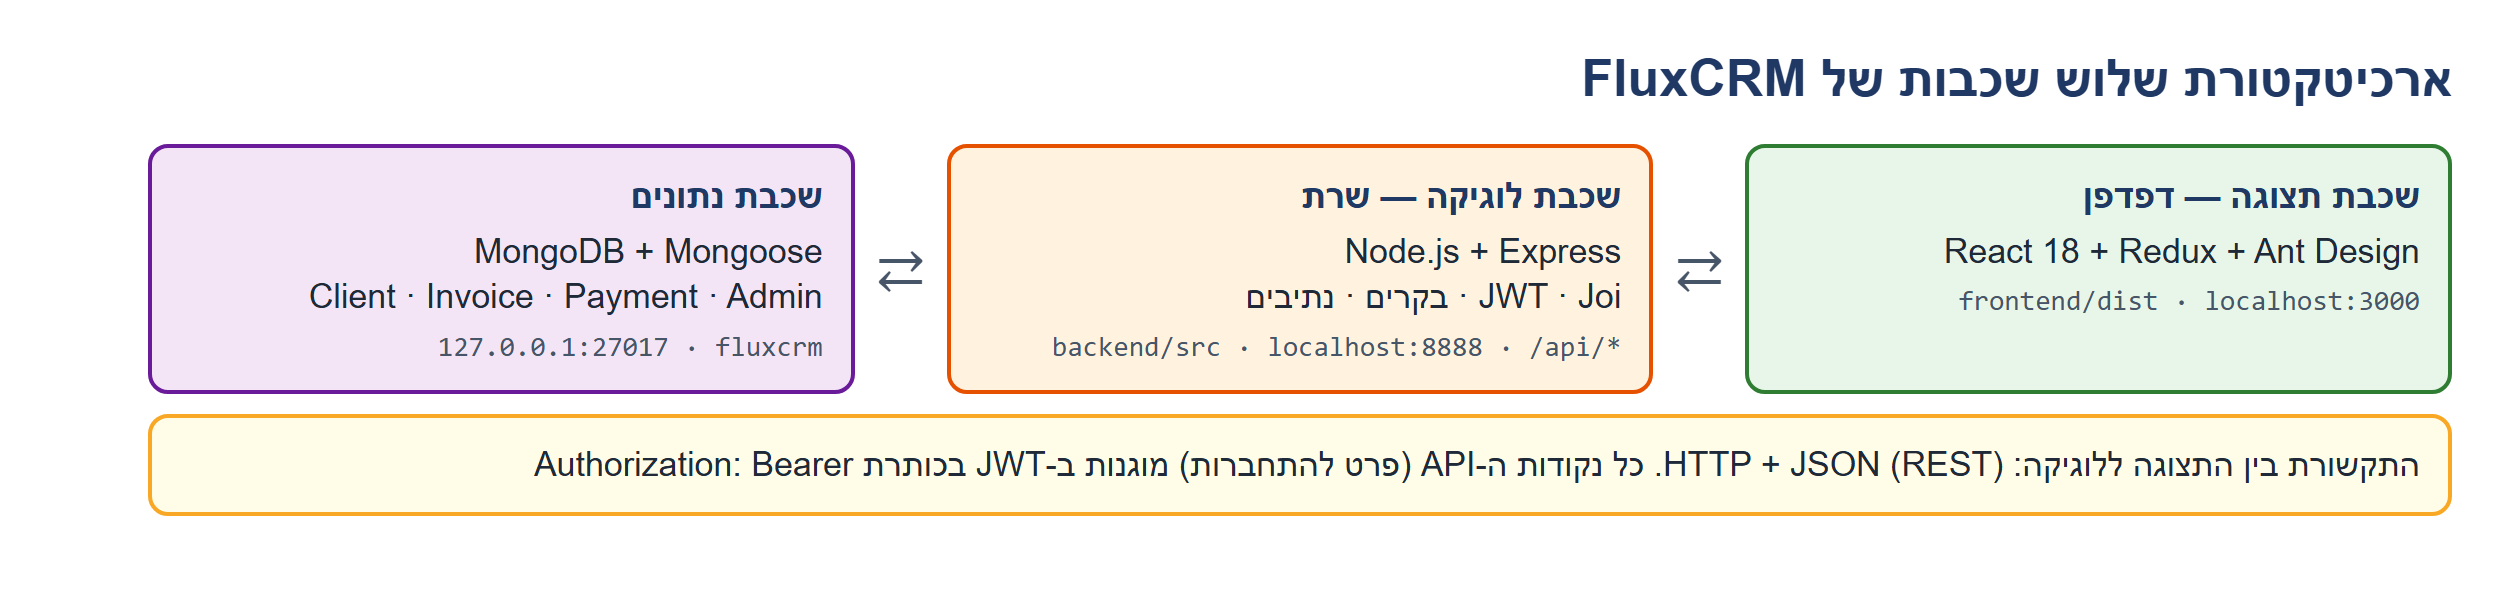 ארכיטקטורת שלוש שכבות של FluxCRM
שכבת תצוגה — דפדפן
React 18 + Redux + Ant Design
frontend/dist · localhost:3000
⇄
שכבת לוגיקה — שרת
Node.js + Express
נתיבים · בקרים · JWT · Joi
backend/src · localhost:8888 · /api/*
⇄
שכבת נתונים
MongoDB + Mongoose
Client · Invoice · Payment · Admin
127.0.0.1:27017 · fluxcrm
התקשורת בין התצוגה ללוגיקה: HTTP + JSON (REST). כל נקודות ה-API (פרט להתחברות) מוגנות ב-JWT בכותרת Authorization: Bearer